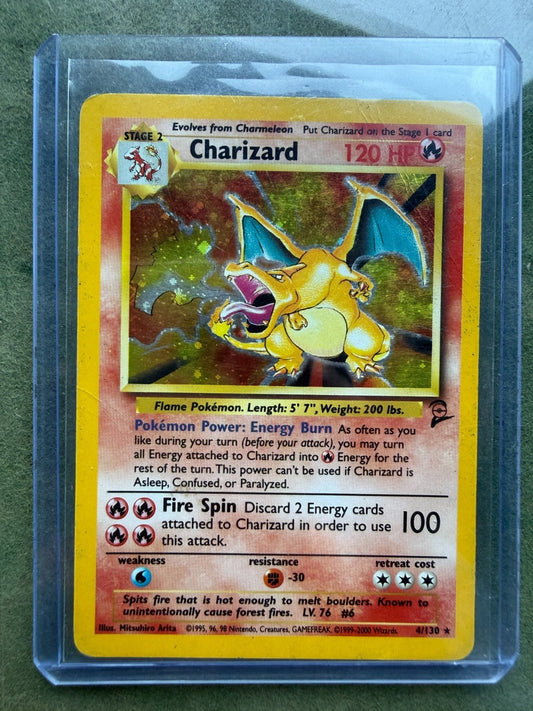 Evolves from Charmeleon Put Charizard on the Stage 1 card
STAGE 2
Charizard 120 HP
Flame Pokémon. Length: 5' 7", Weight: 200 lbs.
Pokémon Power: Energy Burn As often as you
like during your turn (before your attack), you may turn
all Energy attached to Charizard into Energy for the
rest of the turn. This power can't be used if Charizard is
Asleep, Confused, or Paralyzed.
Fire Spin Discard 2 Energy cards
attached to Charizard in order to use 100
this attack.
weakness resistance retreat cost
-30
Spits fire that is hot enough to melt boulders. Known to
unintentionally cause forest fires. LV. 76 #6
Illus. Mitsuhiro Arita ©1995, 96, 98 Nintendo, Creatures, GAMEFREAK. ©1999-2000 Wizards. 4/130 ★